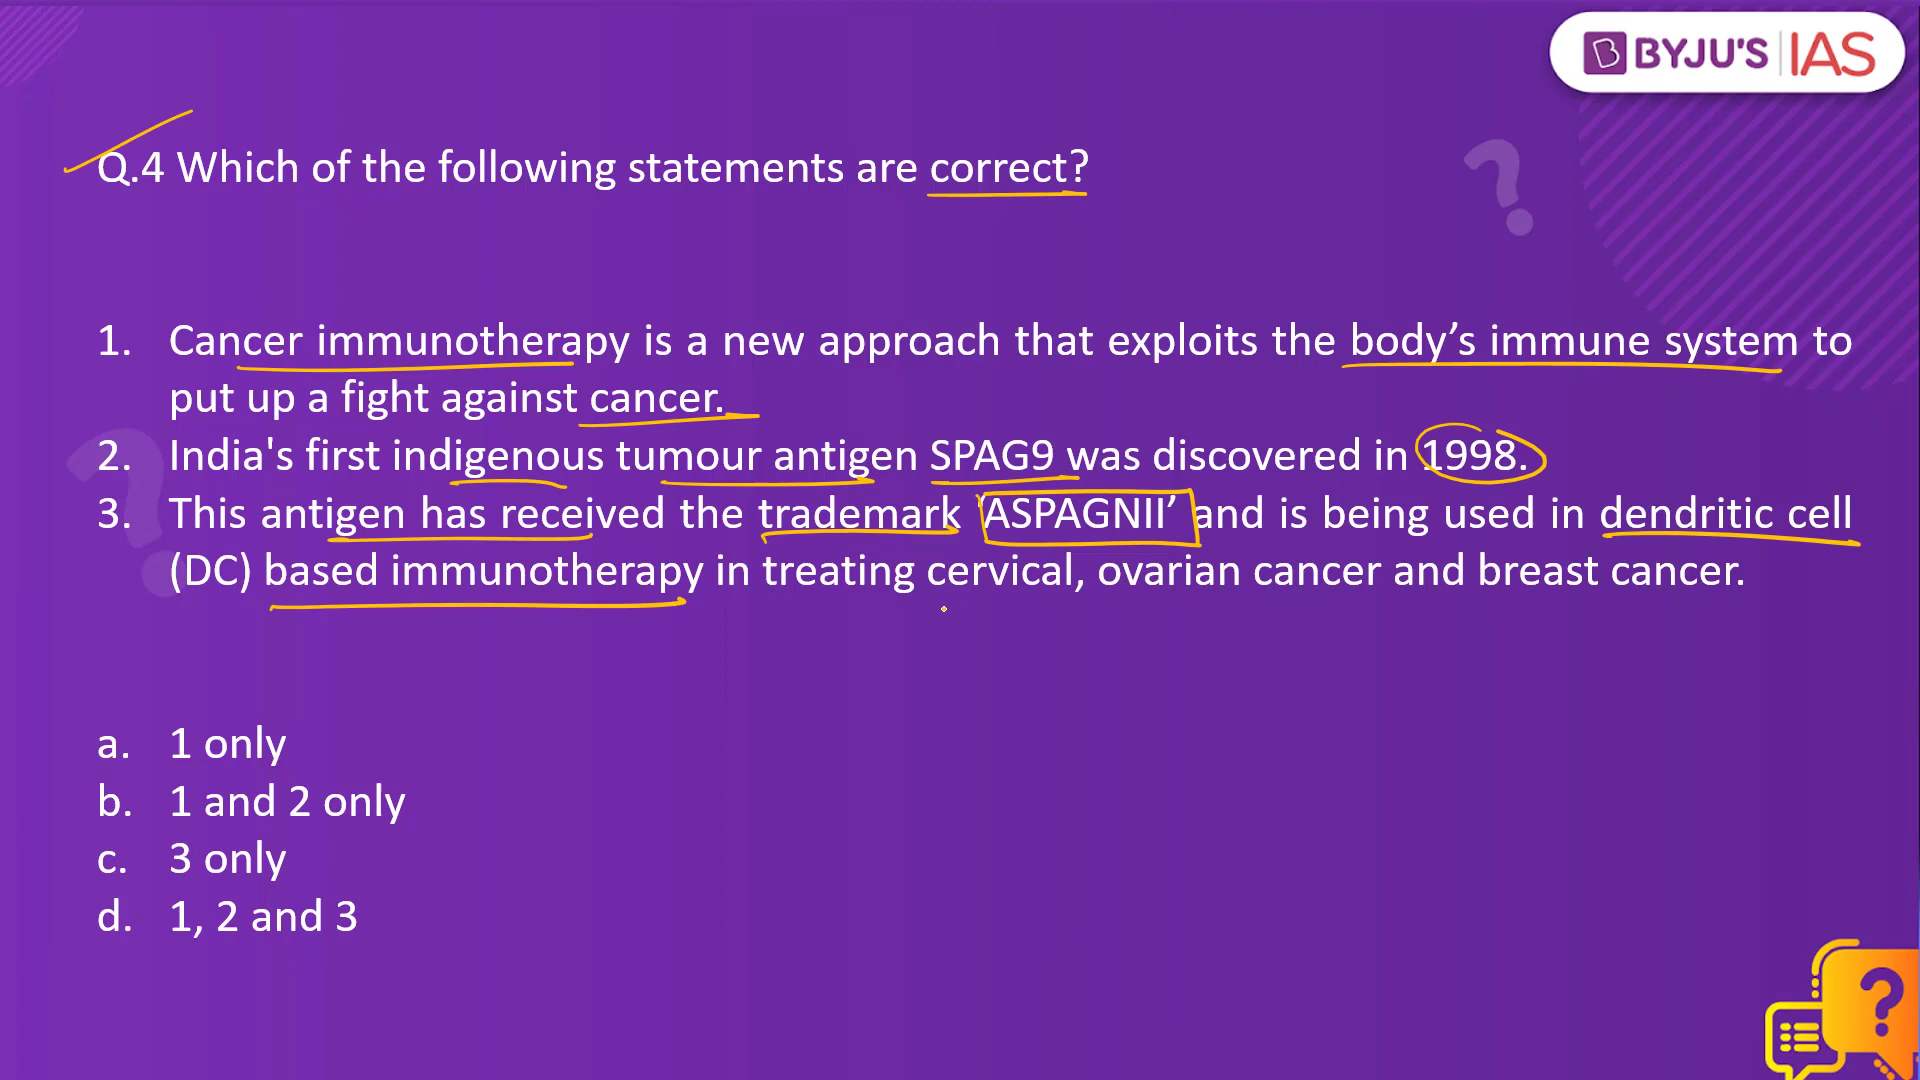 BYJU'S IAS
Q.4 Which of the following statements are correct?
1. Cancer immunotherapy is a new approach that exploits the body’s immune system to
put up a fight against cancer.
2. India's first indigenous tumour antigen SPAG9 was discovered in 1998.
3. This antigen has received the trademark ‘ASPAGNII’ and is being used in dendritic cell
(DC) based immunotherapy in treating cervical, ovarian cancer and breast cancer.
a. 1 only
b. 1 and 2 only
c. 3 only
d. 1, 2 and 3